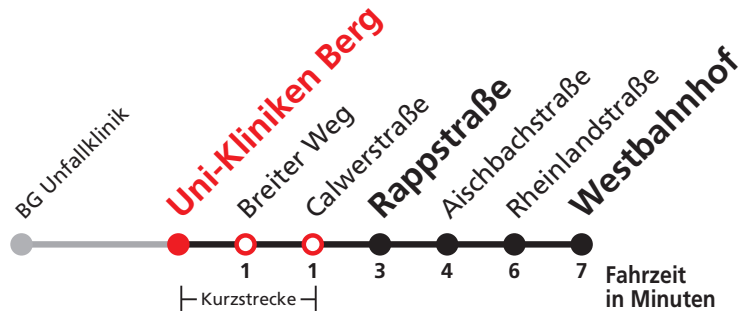 BG Unfallklinik
Uni-Kliniken Berg
Breiter Weg
Calwerstraße
Rappstraße
Aischbachstraße
Rheinlandstraße
Westbahnhof
1 1 3 4 6 7 Fahrzeit
in Minuten
Kurzstrecke